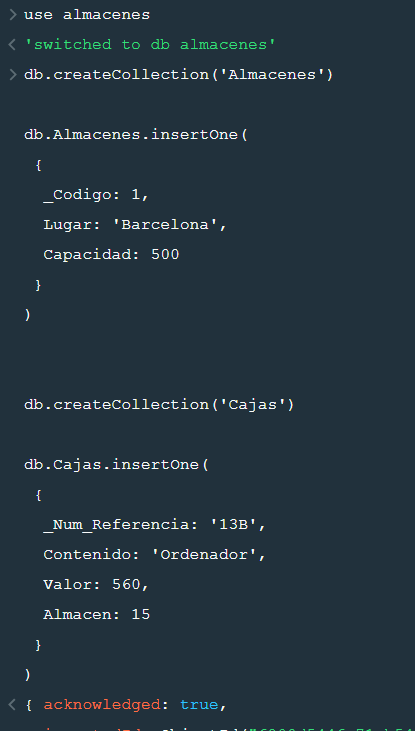 use almacenes
'switched to db almacenes'
db.createCollection('Almacenes')
db.Almacenes.insertOne(
{
_Codigo: 1,
Lugar: 'Barcelona',
Capacidad: 500
}
)
db.createCollection('Cajas')
db.Cajas.insertOne(
{
_Num_Referencia: '13B',
Contenido: 'Ordenador',
Valor: 560,
Almacen: 15
}
)
{ acknowledged: true,